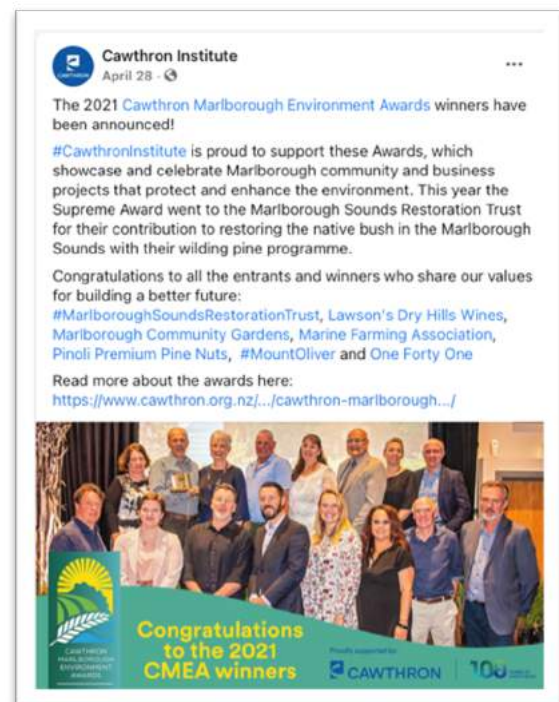 Cawthron Institute
April 28 ·
...
The 2021 Cawthron Marlborough Environment Awards winners have
been announced!
#CawthronInstitute is proud to support these Awards, which
showcase and celebrate Marlborough community and business
projects that protect and enhance the environment. This year the
Supreme Award went to the Marlborough Sounds Restoration Trust
for their contribution to restoring the native bush in the Marlborough
Sounds with their wilding pine programme.
Congratulations to all the entrants and winners who share our values
for building a better future:
#MarlboroughSoundsRestorationTrust, Lawson's Dry Hills Wines,
Marlborough Community Gardens, Marine Farming Association,
Pinoli Premium Pine Nuts, #MountOliver and One Forty One
Read more about the awards here:
https://www.cawthron.org.nz/.../cawthron-marlborough.../
CAWTHRON
MARLBOROUGH
ENVIRONMENT
AWARDS
Congratulations
to the 2021
CMEA winners
Proudly supported by
CAWTHRON
100